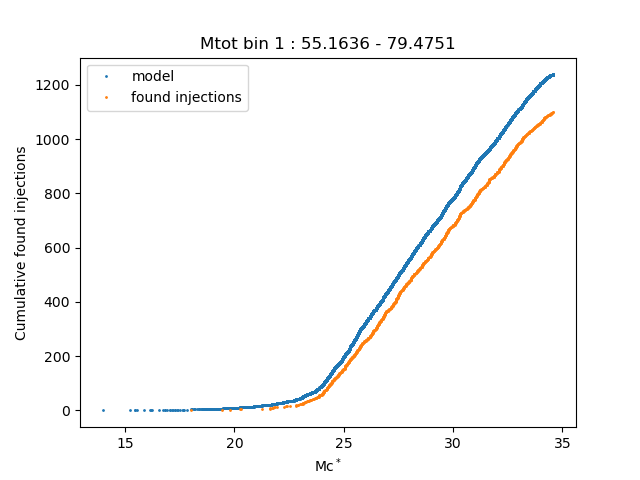 Mtot bin 1 : 55.1636 - 79.4751
model
found injections
Cumulative found injections
1200
1000
800
600
400
200
0
15 20 25 30 35
Mc*